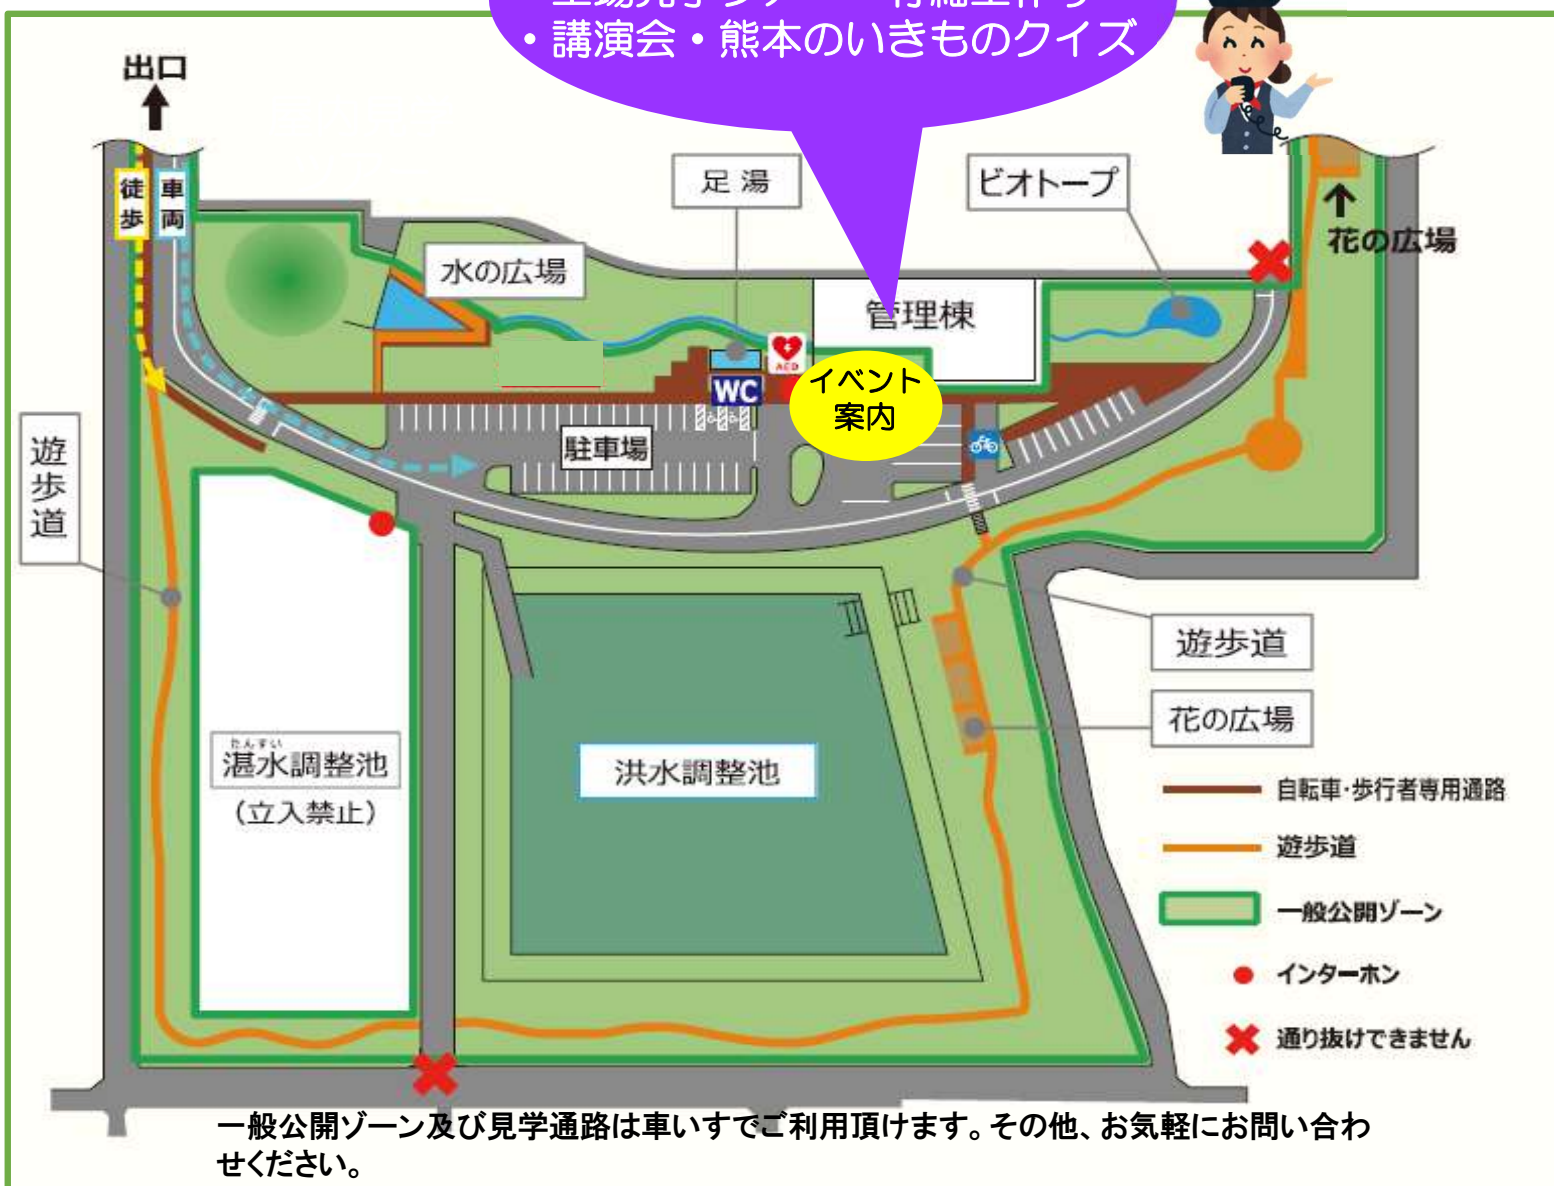 ・講演会・熊本のいきものクイズ
出口
徒歩
車両
足湯
ビオトープ
花の広場
水の広場
管理棟
AED
WC
イベント
案内
駐車場
遊歩道
遊歩道
花の広場
たんすい
湛水調整池
(立入禁止)
洪水調整池
自転車・歩行者専用通路
遊歩道
一般公開ゾーン
インターホン
通り抜けできません
一般公開ゾーン及び見学通路は車いすでご利用頂けます。その他、お気軽にお問い合わ
せください。